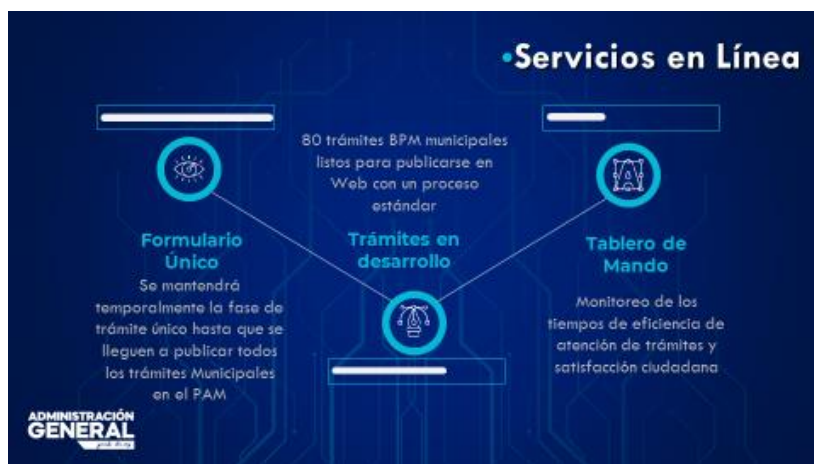 •Servicios en Línea
80 trámites BPM municipales
listos para publicarse en
Web con un proceso
estándar
Formulario
Único
Se mantendrá
temporalmente la fase de
trámite único hasta que se
lleguen a publicar todos
los trámites Municipales
en el PAM
Trámites en
desarrollo
Tablero de
Mando
Monitoreo de los
tiempos de eficiencia de
atención de trámites y
satisfacción ciudadana
ADMINISTRACIÓN
GENERAL